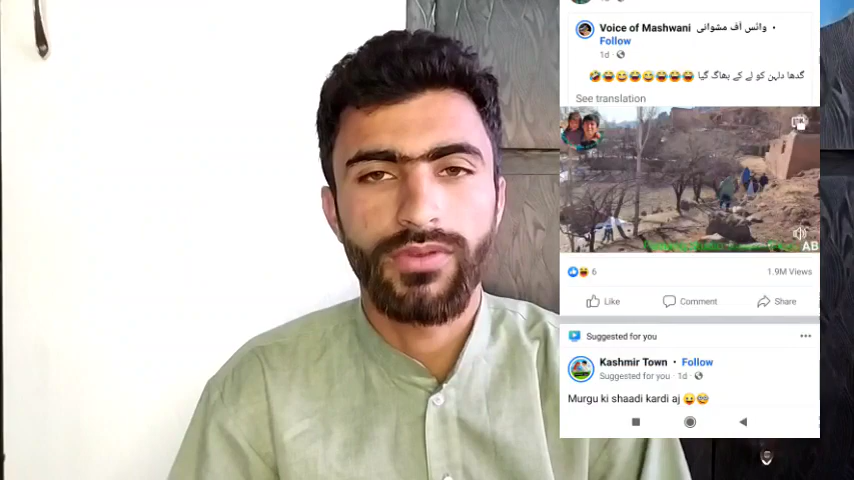 Voice of Mashwani وائس آف مشوانی •
Follow
1d ·
گدھا دلہن کو لے کے بھاگ گیا 😂😂😂😅😂😅😂🤣
See translation
AB
6
1.9M Views
Like
Comment
Share
Suggested for you
Kashmir Town • Follow
Suggested for you · 1d ·
Murgu ki shaadi kardi aj 😛🤓